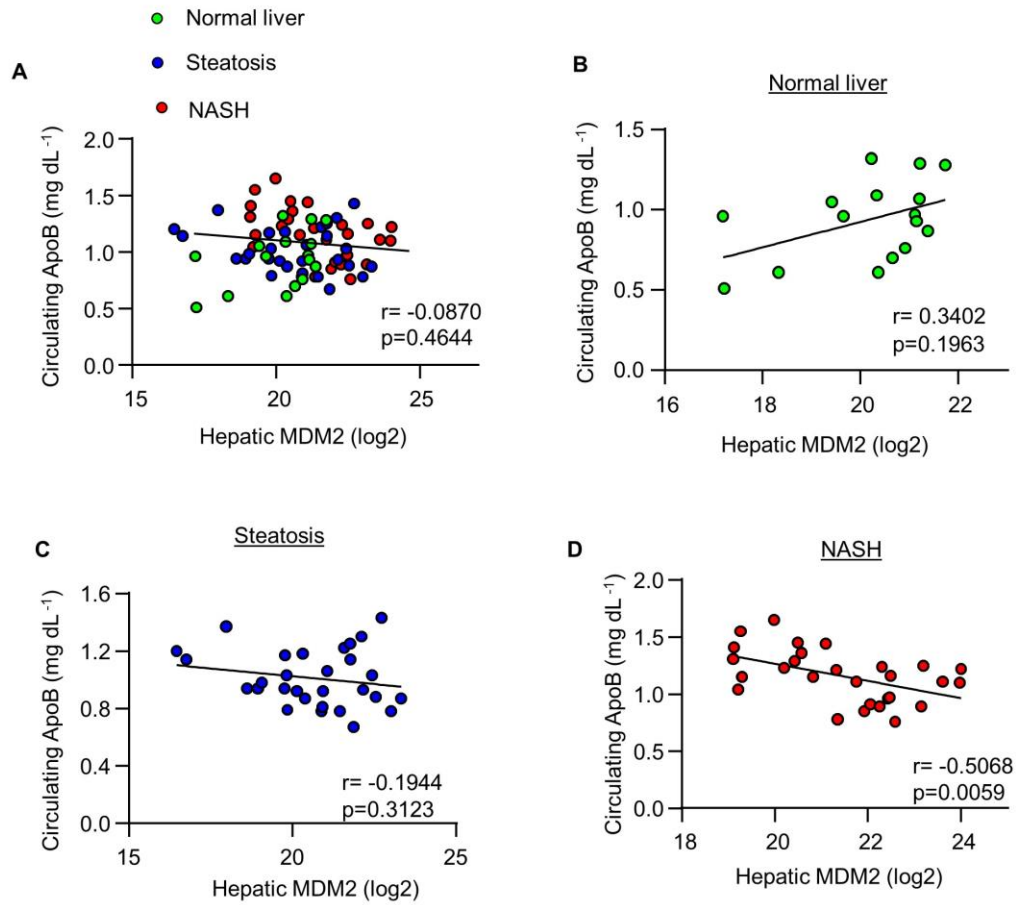 Normal liver
Steatosis
NASH
A
Circulating ApoB (mg dL⁻¹)
2.0
1.5
1.0
0.5
0.0
15
20
25
r= -0.0870
p=0.4644
Hepatic MDM2 (log2)
B
Normal liver
Circulating ApoB (mg dL⁻¹)
1.5
1.0
0.5
0.0
16
18
20
22
r= 0.3402
p=0.1963
Hepatic MDM2 (log2)
C
Steatosis
Circulating ApoB (mg dL⁻¹)
1.6
1.2
0.8
0.4
0.0
15
20
25
r= -0.1944
p=0.3123
Hepatic MDM2 (log2)
D
NASH
Circulating ApoB (mg dL⁻¹)
2.0
1.5
1.0
0.5
0.0
18
20
22
24
r= -0.5068
p=0.0059
Hepatic MDM2 (log2)